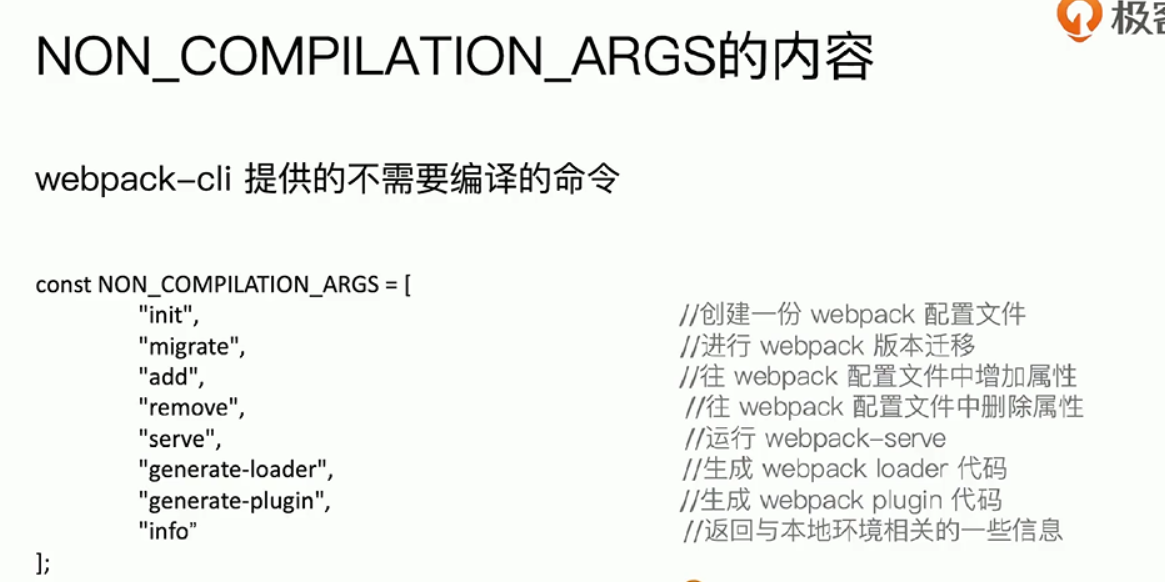 极客
NON_COMPILATION_ARGS的内容
webpack-cli 提供的不需要编译的命令
const NON_COMPILATION_ARGS = [
"init", //创建一份 webpack 配置文件
"migrate", //进行 webpack 版本迁移
"add", //往 webpack 配置文件中增加属性
"remove", //往 webpack 配置文件中删除属性
"serve", //运行 webpack-serve
"generate-loader", //生成 webpack loader 代码
"generate-plugin", //生成 webpack plugin 代码
"info” //返回与本地环境相关的一些信息
];